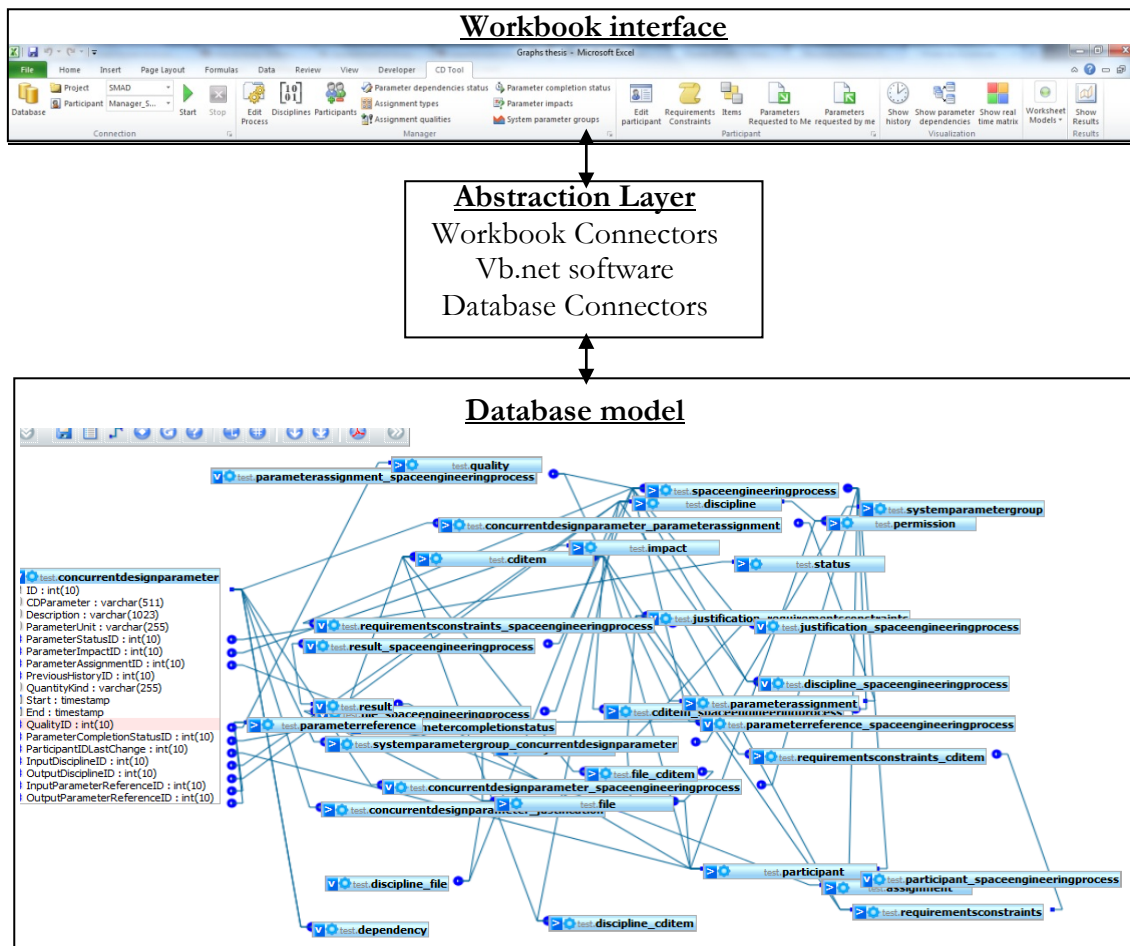 Workbook interface
Graphs thesis - Microsoft Excel
File Home Insert Page Layout Formulas Data Review View Developer CD Tool
Database
Project SMAD
Participant Manager_S...
Start
Stop
Connection
Edit Process
Disciplines
Participants
Parameter dependencies status
Assignment types
Assignment qualities
Parameter completion status
Parameter impacts
System parameter groups
Manager
Edit participant
Requirements Constraints
Items
Parameters Requested to Me
Parameters requested by me
Participant
Show history
Show parameter dependencies
Show real time matrix
Visualization
Worksheet Models
Show Results
Results
Abstraction Layer
Workbook Connectors
Vb.net software
Database Connectors
Database model
test.quality
test.parameterassignment_spaceengineeringprocess
test.spaceengineeringprocess
test.discipline
test.systemparametergroup
test.permission
test.concurrentdesignparameter_parameterassignment
test.impact
test.cditem
test.status
test.concurrentdesignparameter
ID : int(10)
CDParameter : varchar(511)
Description : varchar(1023)
ParameterUnit : varchar(255)
ParameterStatusID : int(10)
ParameterImpactID : int(10)
ParameterAssignmentID : int(10)
PreviousHistoryID : int(10)
QuantityKind : varchar(255)
Start : timestamp
End : timestamp
QualityID : int(10)
ParameterCompletionStatusID : int(10)
ParticipantIDLastChange : int(10)
InputDisciplineID : int(10)
OutputDisciplineID : int(10)
InputParameterReferenceID : int(10)
OutputParameterReferenceID : int(10)
test.justification_requirementsconstraints
test.requirementsconstraints_spaceengineeringprocess
test.justification_spaceengineeringprocess
test.result_spaceengineeringprocess
test.discipline_spaceengineeringprocess
test.result
test.parameterassignment
_spaceengineeringprocess
test.cditem_spaceengineeringprocess
test.parameterreference
metercompletionstatus
test.parameterreference_spaceengineeringprocess
test.systemparametergroup_concurrentdesignparameter
test.requirementsconstraints_cditem
test.file_cditem
test.concurrentdesignparameter_spaceengineeringprocess
test.file
test.concurrentdesignparameter_justification
test.participant
test.participant_spaceengineeringprocess
test.discipline_file
test.assignment
test.requirementsconstraints
test.discipline_cditem
test.dependency